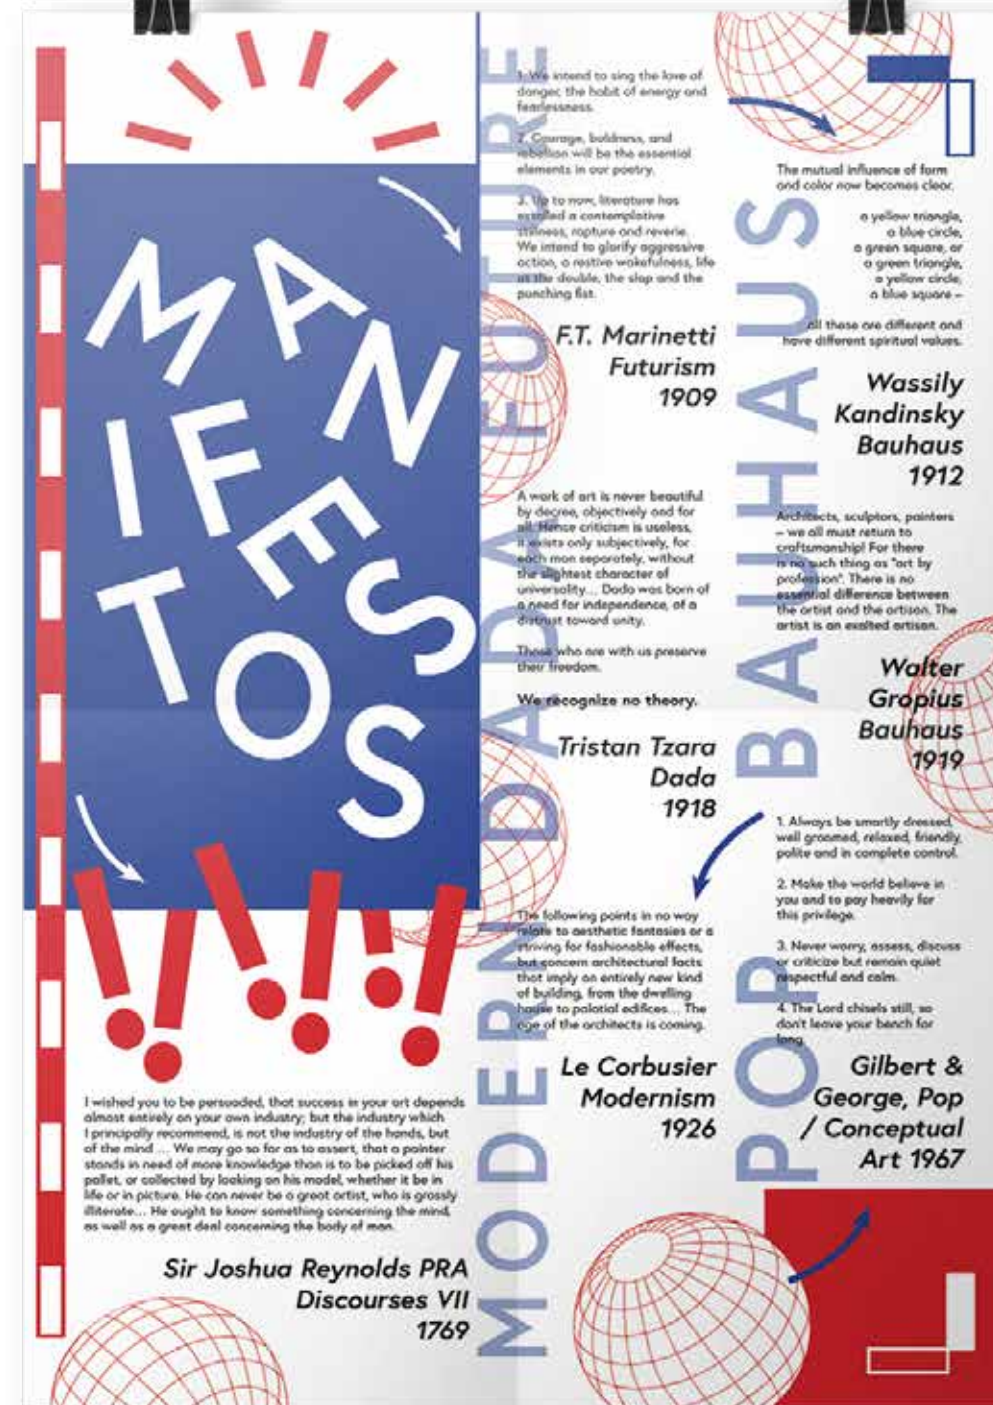 MANIFESTOS
!!!!!!
I wished you to be persuaded, that success in your art depends
almost entirely on your own industry; but the industry which
I principally recommend, is not the industry of the hands, but
of the mind ... We may go so far as to assert, that a painter
stands in need of more knowledge than is to be picked off his
pallet, or collected by looking on his model, whether it be in
life or in picture. He can never be a great artist, who is grossly
illiterate... He ought to know something concerning the mind,
as well as a great deal concerning the body of man.
Sir Joshua Reynolds PRA
Discourses VII
1769
MODERN DADA FUTURE
1. We intend to sing the love of
danger, the habit of energy and
fearlessness.
2. Courage, boldness, and
rebellion will be the essential
elements in our poetry.
3. Up to now, literature has
extolled a contemplative
stillness, rapture and reverie.
We intend to glorify aggressive
action, a restive wakefulness, life
as the double, the slap and the
punching fist.
F.T. Marinetti
Futurism
1909
A work of art is never beautiful
by decree, objectively and for
all. Hence criticism is useless,
it exists only subjectively, for
each man separately, without
the slightest character of
universality... Dada was born of
a need for independence, of a
distrust toward unity.
Those who are with us preserve
their freedom.
We recognize no theory.
Tristan Tzara
Dada
1918
The following points in no way
relate to aesthetic fantasies or a
striving for fashionable effects,
but concern architectural facts
that imply an entirely new kind
of building, from the dwelling
house to palatial edifices... The
age of the architects is coming.
Le Corbusier
Modernism
1926
POP BAUHAUS
The mutual influence of form
and color now becomes clear.
a yellow triangle,
a blue circle,
a green square, or
a green triangle,
a yellow circle,
a blue square –
all these are different and
have different spiritual values.
Wassily
Kandinsky
Bauhaus
1912
Architects, sculptors, painters
– we all must return to
craftsmanship! For there
is no such thing as "art by
profession". There is no
essential difference between
the artist and the artisan. The
artist is an exalted artisan.
Walter
Gropius
Bauhaus
1919
1. Always be smartly dressed,
well groomed, relaxed, friendly,
polite and in complete control.
2. Make the world believe in
you and to pay heavily for
this privilege.
3. Never worry, assess, discuss
or criticize but remain quiet
respectful and calm.
4. The Lord chisels still, so
don't leave your bench for
long.
Gilbert &
George, Pop
/ Conceptual
Art 1967